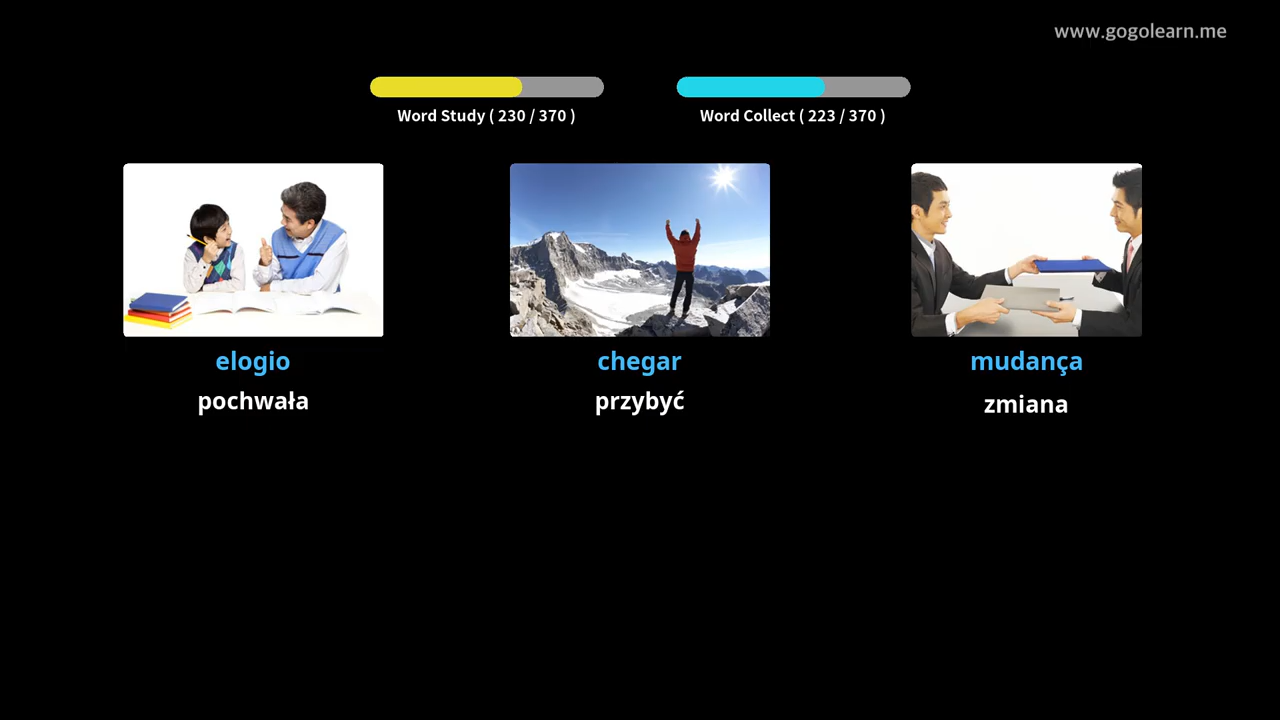 www.gogolearn.me
Word Study ( 230 / 370 )
Word Collect ( 223 / 370 )
elogio
pochwała
chegar
przybyć
mudança
zmiana